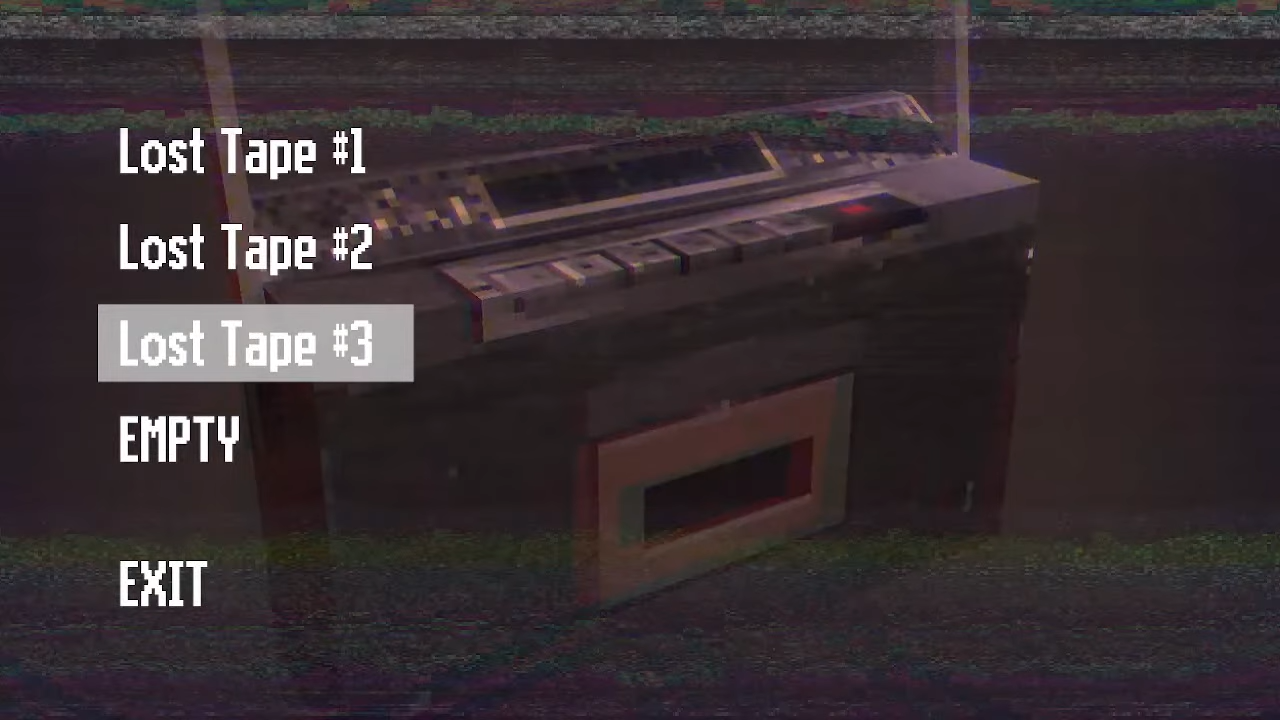 Lost Tape #1
Lost Tape #2
Lost Tape #3
EMPTY
EXIT